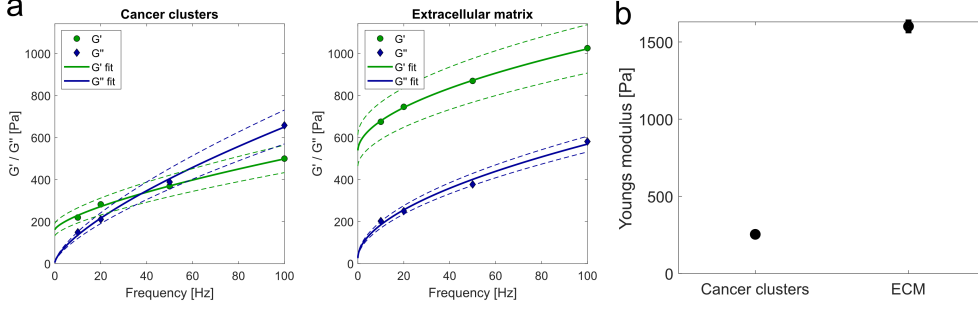 a
Cancer clusters
G'
G"
G' fit
G" fit
G' / G" [Pa]
1000
800
600
400
200
0
0 20 40 60 80 100
Frequency [Hz]
Extracellular matrix
G'
G"
G' fit
G" fit
G' / G" [Pa]
1000
800
600
400
200
0
0 20 40 60 80 100
Frequency [Hz]
b
Youngs modulus [Pa]
1500
1000
500
0
Cancer clusters ECM